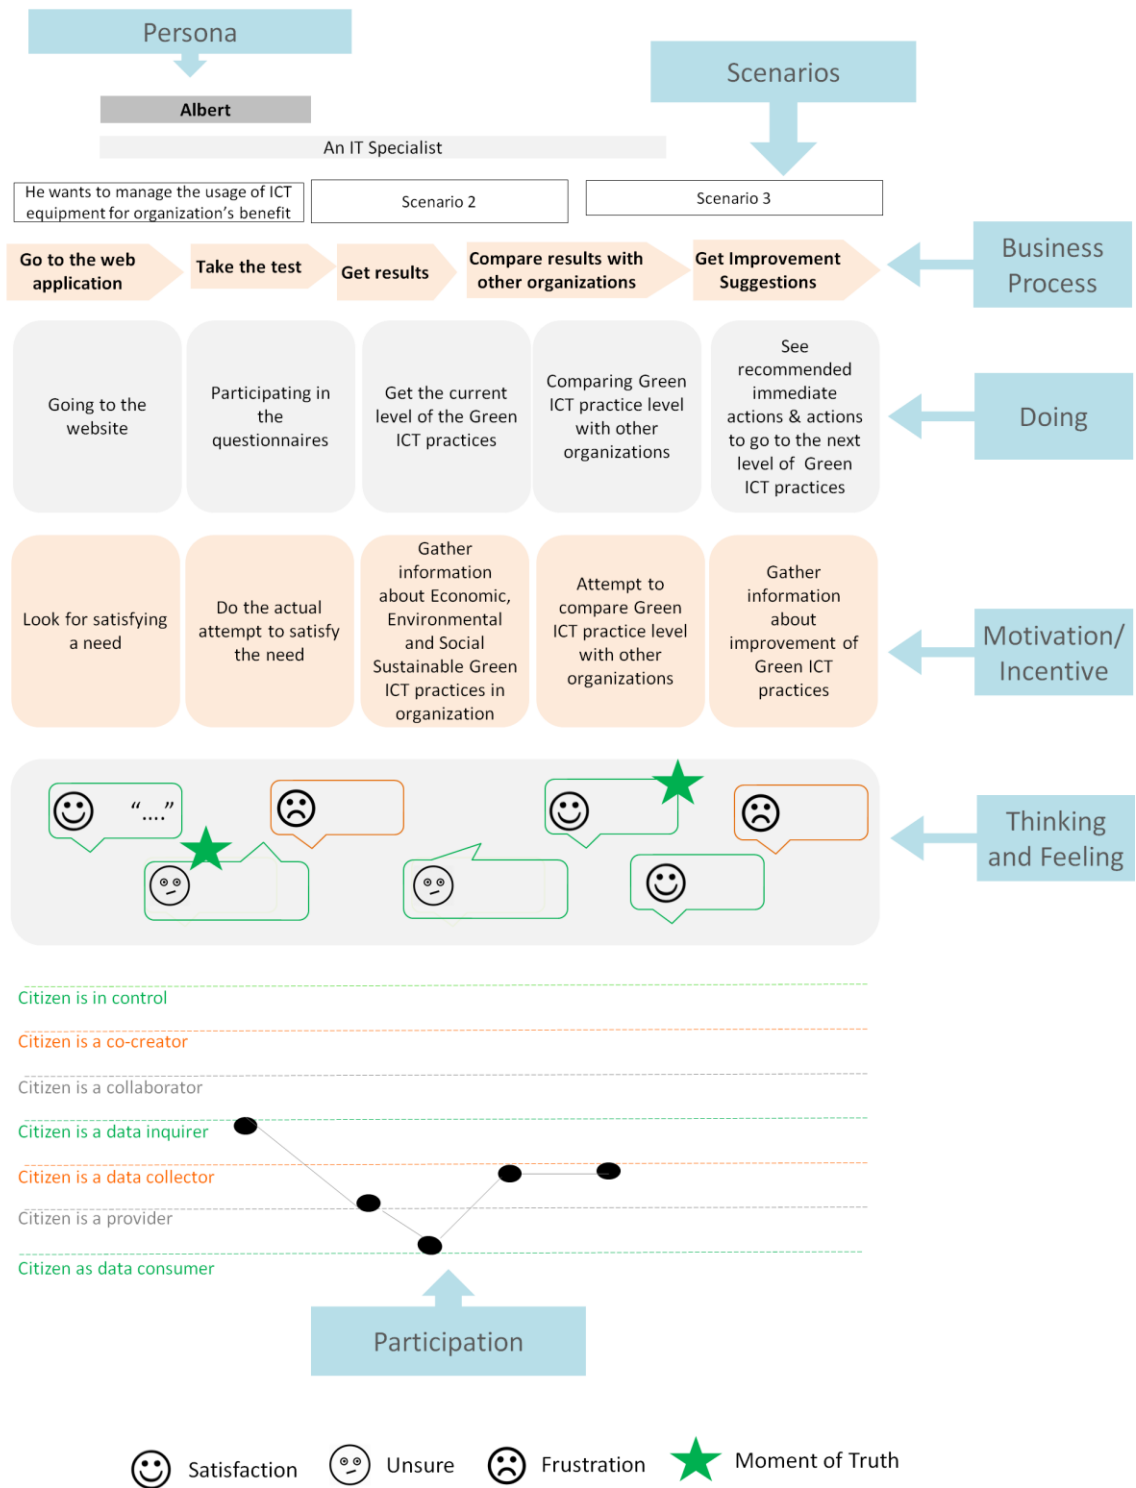 Persona
Scenarios
Albert
An IT Specialist
He wants to manage the usage of ICT
equipment for organization's benefit
Scenario 2
Scenario 3
Go to the web
application
Take the test
Get results
Compare results with
other organizations
Get Improvement
Suggestions
Business
Process
Going to the
website
Participating in
the
questionnaires
Get the current
level of the Green
ICT practices
Comparing Green
ICT practice level
with other
organizations
See
recommended
immediate
actions & actions
to go to the next
level of Green
ICT practices
Doing
Look for satisfying
a need
Do the actual
attempt to satisfy
the need
Gather
information
about Economic,
Environmental
and Social
Sustainable Green
ICT practices in
organization
Attempt to
compare Green
ICT practice level
with other
organizations
Gather
information
about
improvement of
Green ICT
practices
Motivation/
Incentive
“....”
Thinking
and Feeling
Citizen is in control
Citizen is a co-creator
Citizen is a collaborator
Citizen is a data inquirer
Citizen is a data collector
Citizen is a provider
Citizen as data consumer
Participation
Satisfaction
Unsure
Frustration
Moment of Truth